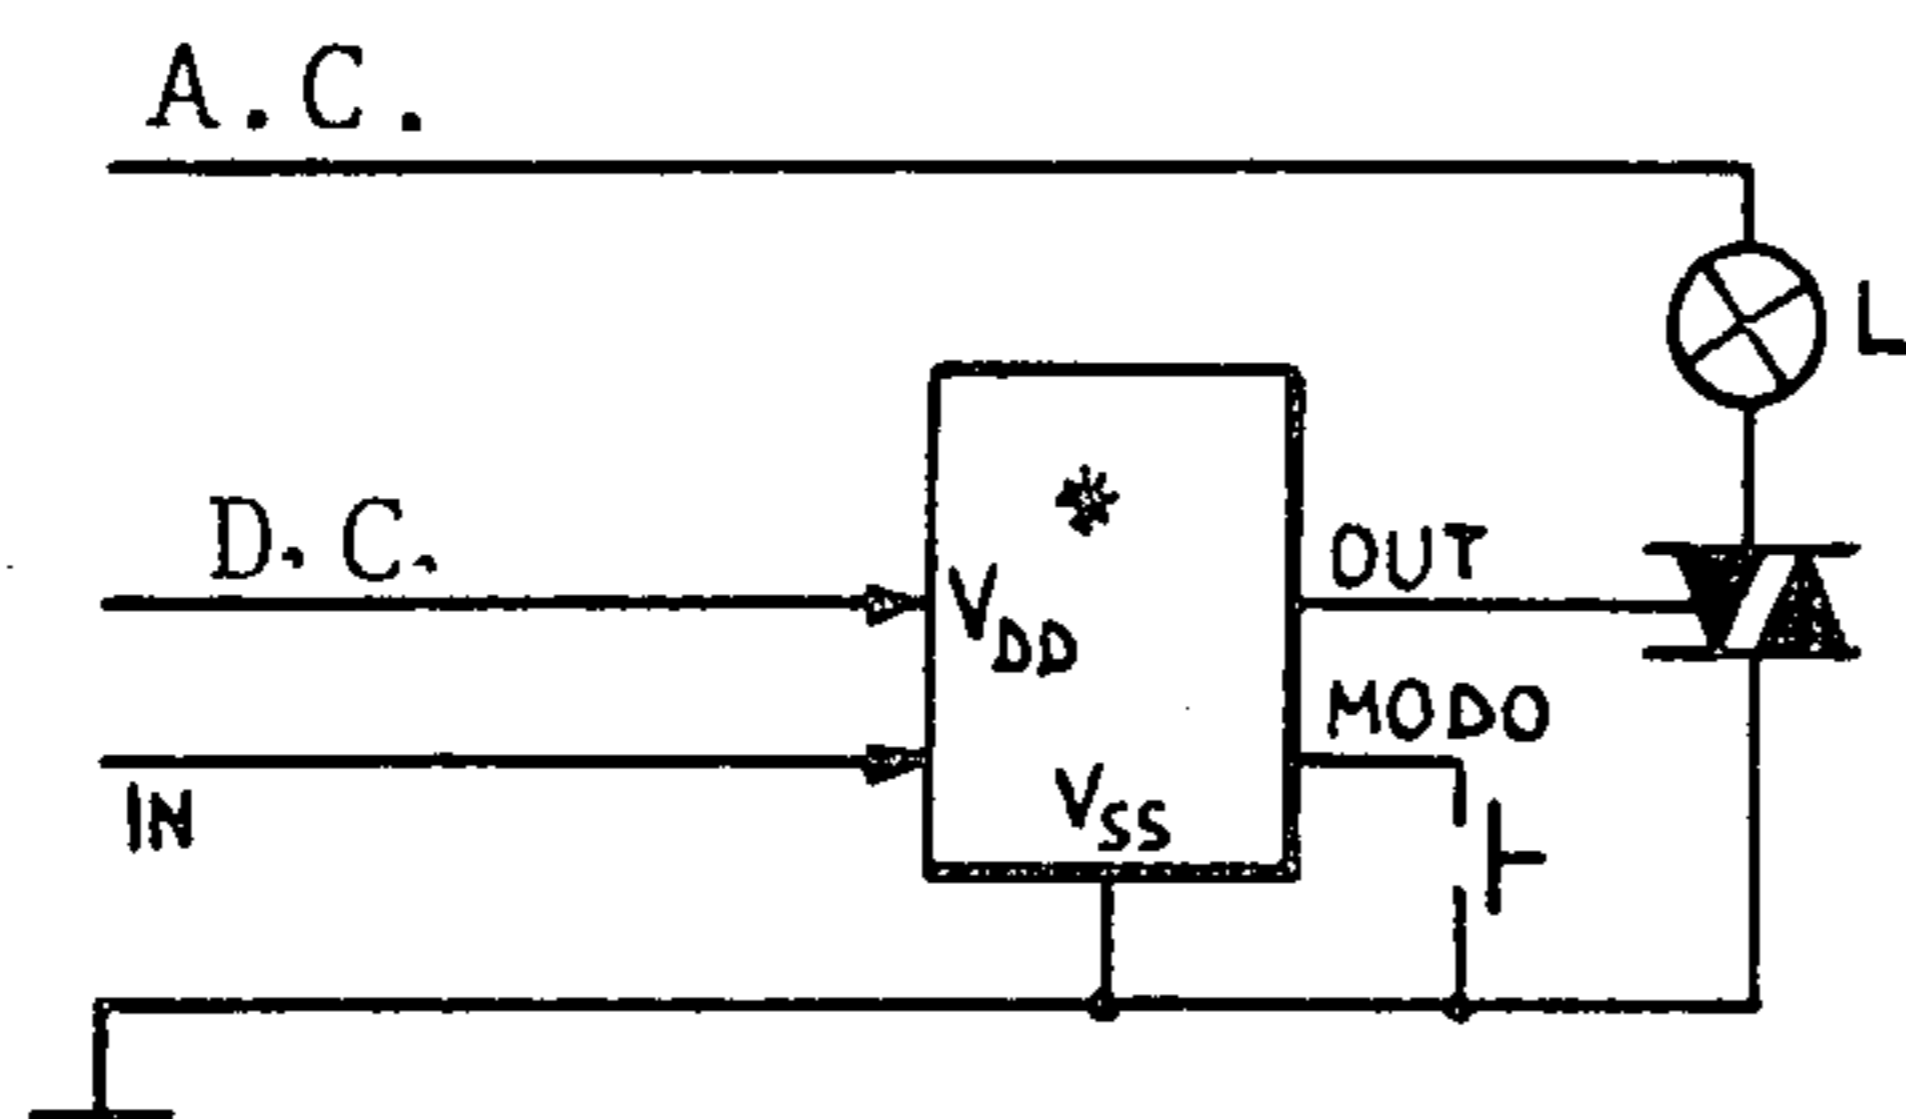 A.C.
L
*
D.C.
OUT
VDD
MODO
VSS
IN